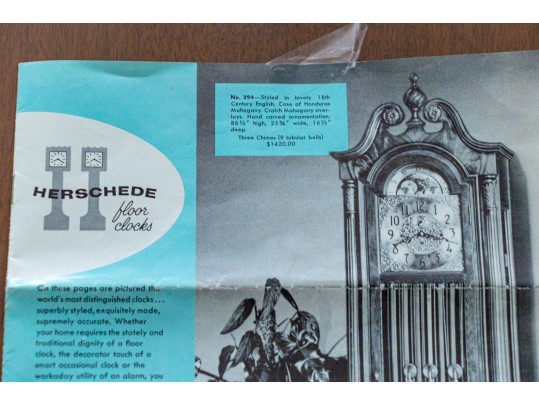 HERSCHEDE
floor
clocks
On these pages are pictured the
world's most distinguished clocks...
superbly styled, exquisitely made,
supremely accurate. Whether
your home requires the stately and
traditional dignity of a floor
clock, the decorator touch of a
smart occasional clock or the
workaday utility of an alarm, you
No. 294—Styled in lovely 18th
Century English. Case of Honduras
Mahogany. Crotch Mahogany over-
lays. Hand carved ornamentation.
86½" high, 25¾" wide, 16½"
deep.
Three Chimes (9 tubular bells)
$1420.00